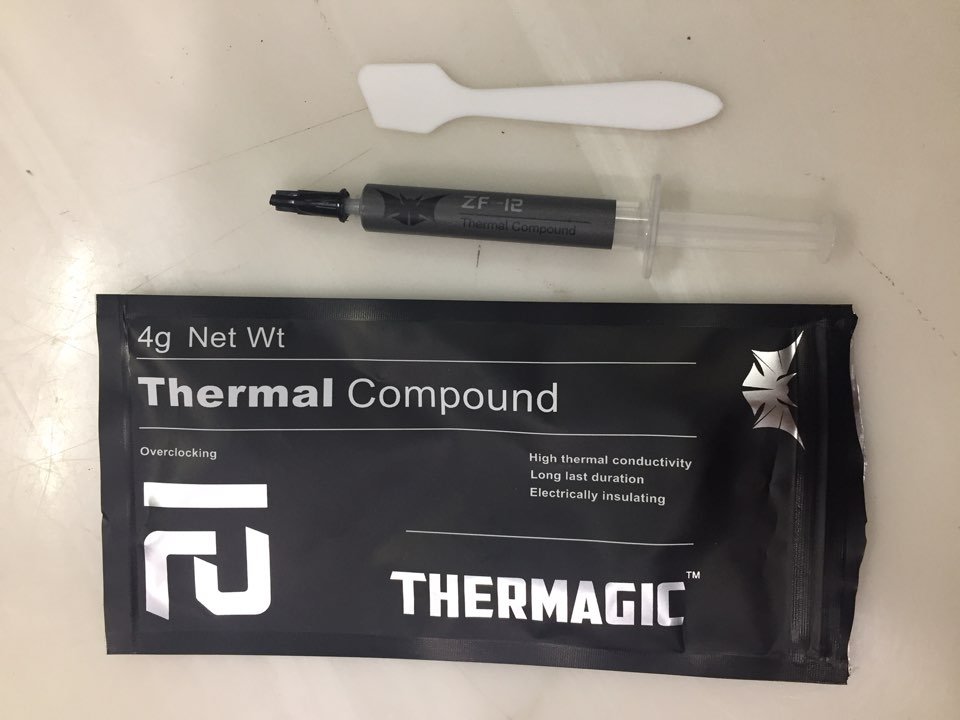 ZF-12
Thermal Compound
4g Net Wt
Thermal Compound
Overclocking
High thermal conductivity
Long last duration
Electrically insulating
12
THERMAGIC™